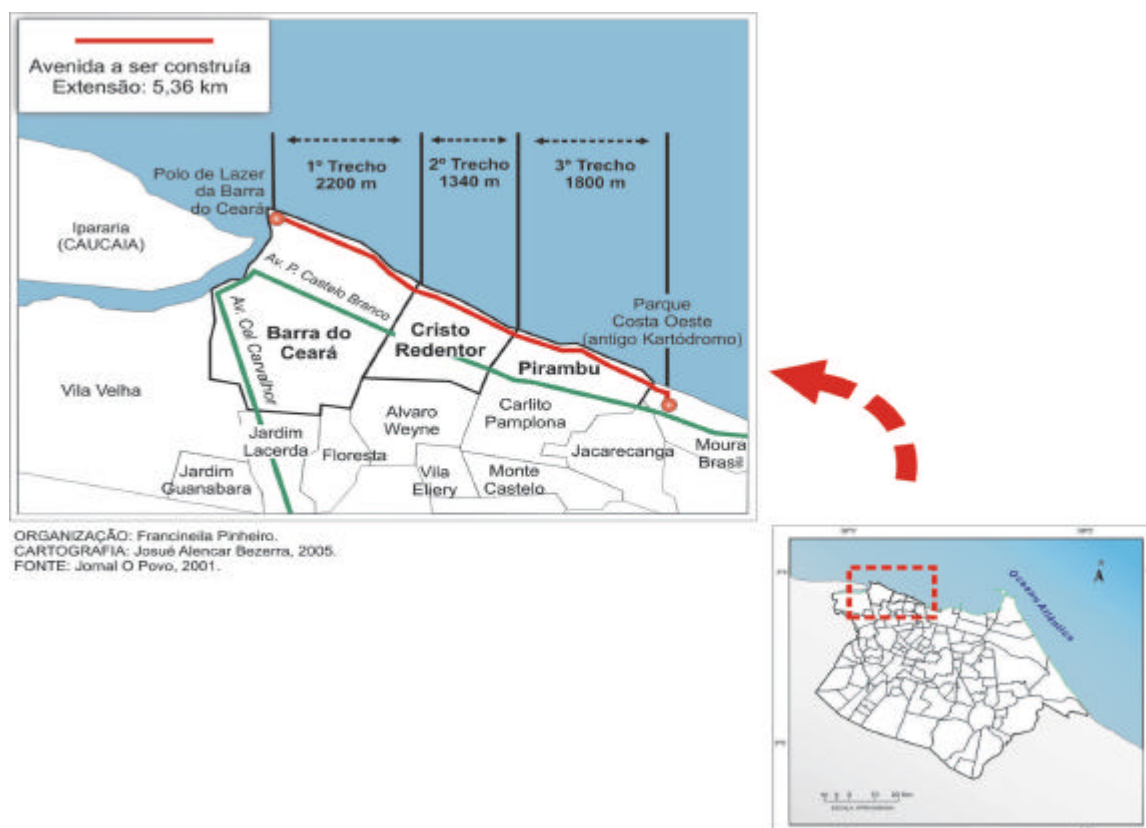 Avenida a ser construía
Extensão: 5,36 km
1º Trecho
2200 m
2º Trecho
1340 m
3º Trecho
1800 m
Polo de Lazer
da Barra
do Ceará
Ipararia
(CAUCAIA)
Av. P. Castelo Branco
Av. Cel Carvalhor
Parque
Costa Oeste
(antigo Kartódromo)
Barra do
Ceará
Cristo
Redentor
Pirambu
Vila Velha
Alvaro
Weyne
Carlito
Pamplona
Jardim
Lacerda
Floresta
Jacarecanga
Moura
Brasil
Jardim
Guanabara
Vila
Eliery
Monte
Castelo
ORGANIZAÇÃO: Francineila Pinheiro.
CARTOGRAFIA: Josué Alencar Bezerra, 2005.
FONTE: Jornal O Povo, 2001.
Oceano Atlântico